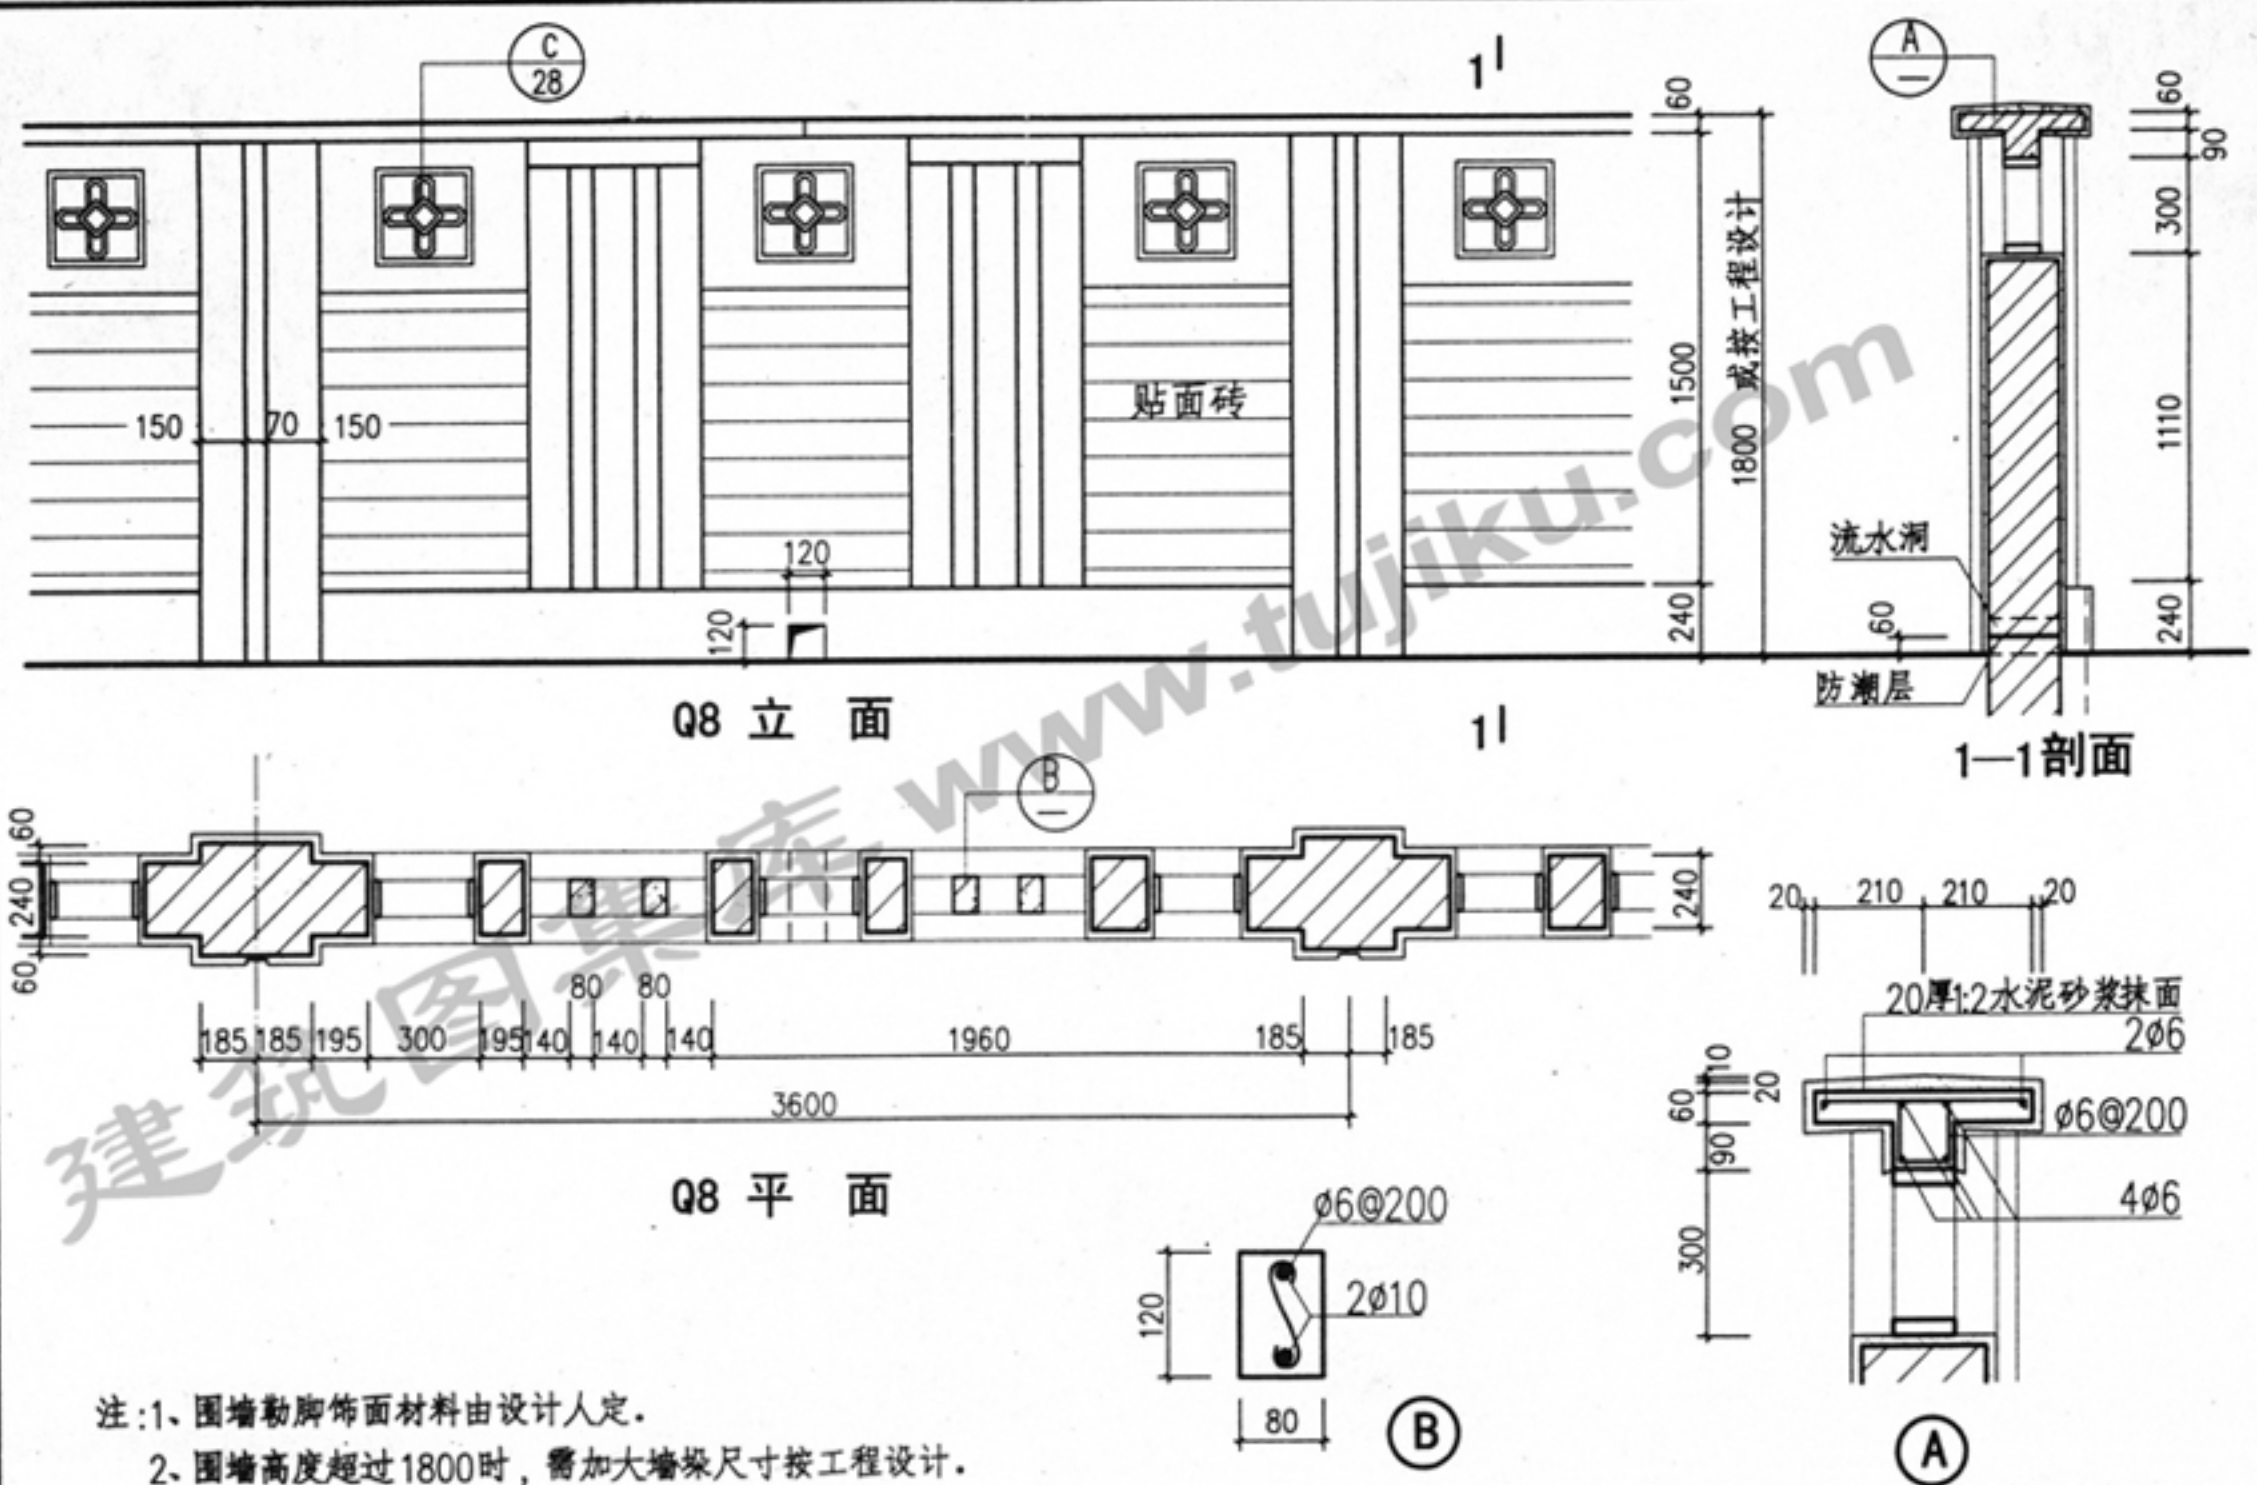 C
28
1
A
60
60
90
300
1500
1800 或按工程设计
1110
贴面砖
150
70
150
流水洞
120
120
240
60
240
防潮层
Q8 立 面
1
1—1剖面
B
60
240
60
240
80
80
185
185
195
300
195
140
140
140
1960
185
185
3600
Q8 平 面
20
210
210
20
20厚1:2水泥砂浆抹面
2ø6
10
20
60
ø6@200
90
4ø6
300
A
ø6@200
2ø10
120
80
B
注:1、围墙勒脚饰面材料由设计人定。
2、围墙高度超过1800时，需加大墙垛尺寸按工程设计。
建筑图集库 www.tujiku.com